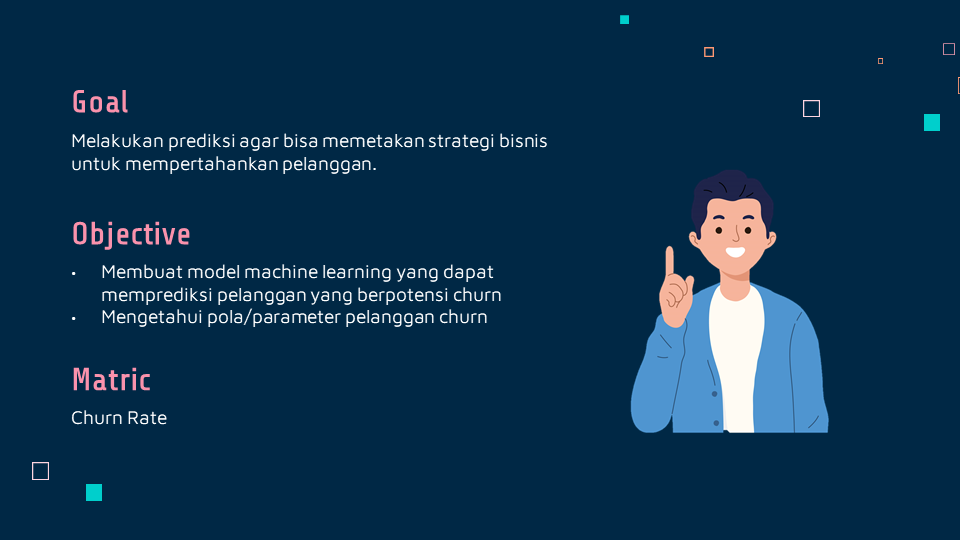 Goal
Melakukan prediksi agar bisa memetakan strategi bisnis
untuk mempertahankan pelanggan.
Objective
• Membuat model machine learning yang dapat
memprediksi pelanggan yang berpotensi churn
• Mengetahui pola/parameter pelanggan churn
Matric
Churn Rate